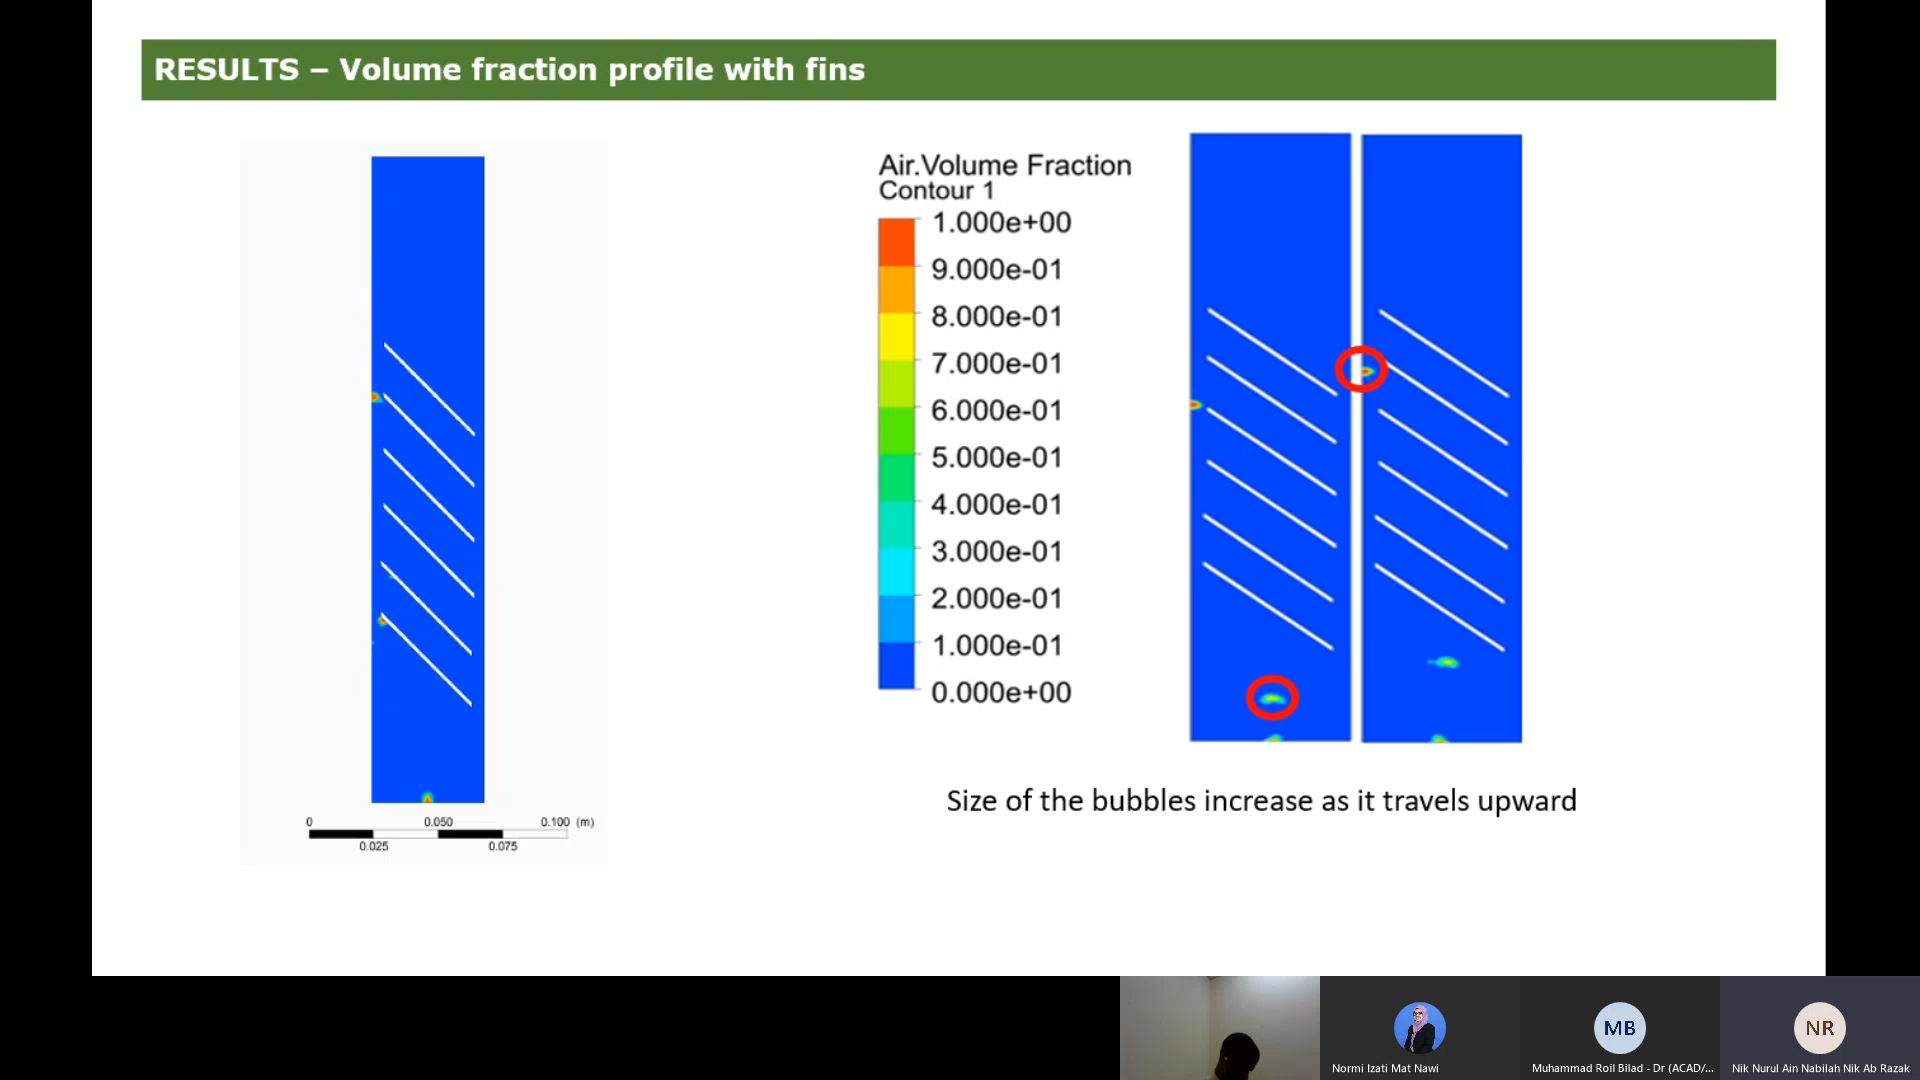 RESULTS – Volume fraction profile with fins
Air.Volume Fraction
Contour 1
1.000e+00
9.000e-01
8.000e-01
7.000e-01
6.000e-01
5.000e-01
4.000e-01
3.000e-01
2.000e-01
1.000e-01
0.000e+00
0 0.050 0.100 (m)
0.025 0.075
Size of the bubbles increase as it travels upward
MB
NR
Normi Izati Mat Nawi
Muhammad Roil Bilad - Dr (ACAD/...
Nik Nurul Ain Nabilah Nik Ab Razak